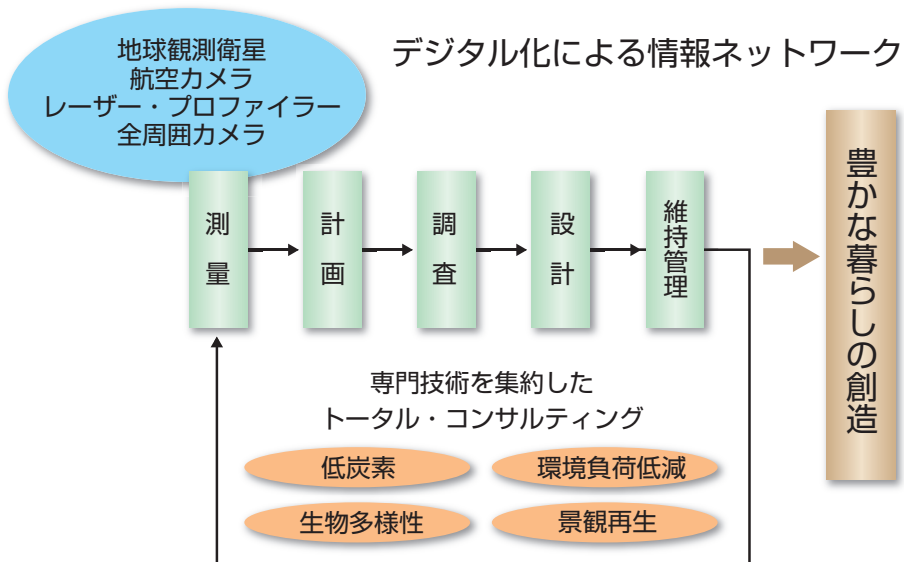 地球観測衛星
航空カメラ
レーザー・プロファイラー
全周囲カメラ
デジタル化による情報ネットワーク
測量
計画
調査
設計
維持管理
豊かな暮らしの創造
専門技術を集約した
トータル・コンサルティング
低炭素
環境負荷低減
生物多様性
景観再生